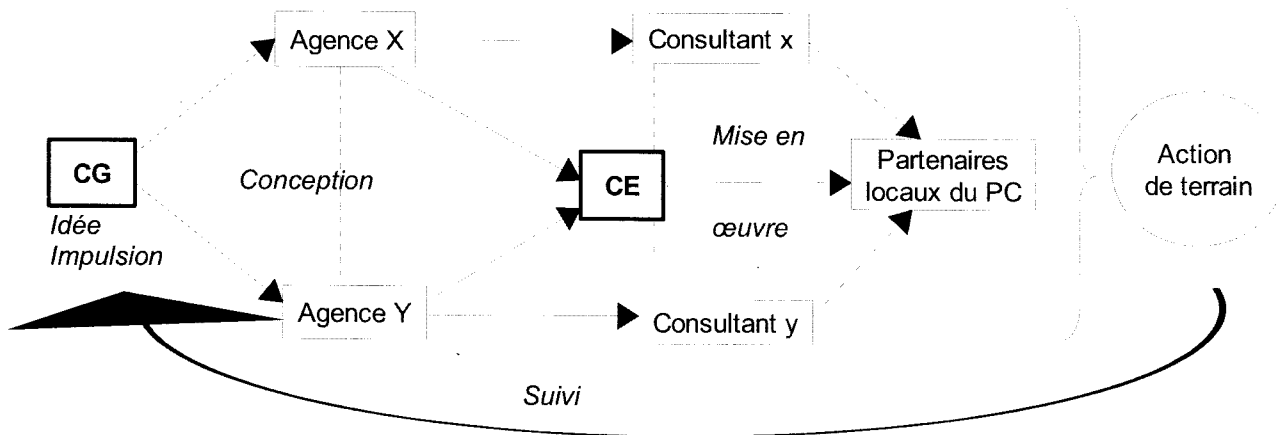 Agence X
Consultant x
CG
Idée
Impulsion
Conception
CE
Mise en
œuvre
Partenaires
locaux du PC
Action
de terrain
Agence Y
Consultant y
Suivi